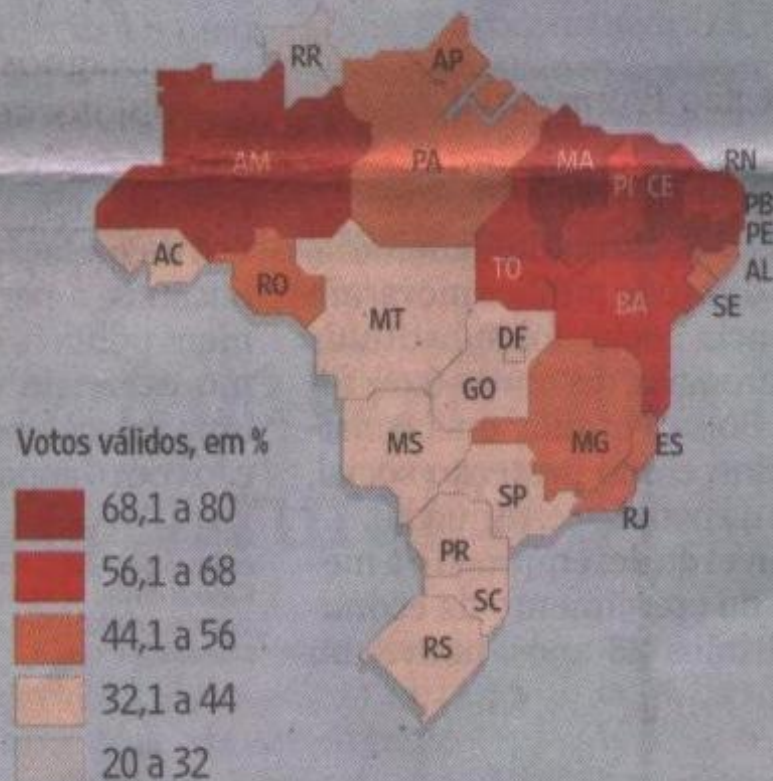 RR
AP
AM
PA
MA
RN
PI
CE
PB
PE
AC
TO
AL
RO
BA
SE
MT
DF
GO
Votos válidos, em %
MS
MG
ES
68,1 a 80
SP
RJ
56,1 a 68
PR
SC
44,1 a 56
RS
32,1 a 44
20 a 32